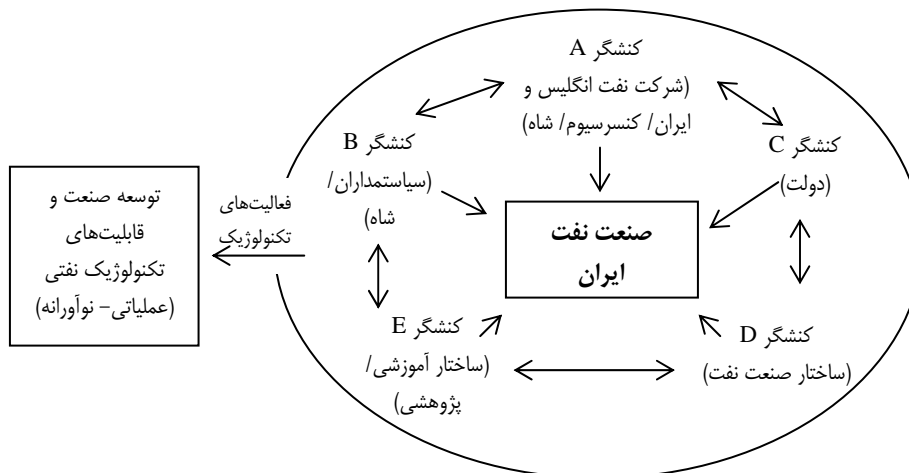 کنشگر A
(شرکت نفت انگلیس و
ایران/ کنسرسیوم/ شاه)
کنشگر B
(سیاستمداران/
شاه)
کنشگر C
(دولت)
صنعت نفت
ایران
فعالیت‌های
تکنولوژیک
توسعه صنعت و
قابلیت‌های
تکنولوژیک نفتی
(عملیاتی– نوآورانه)
کنشگر E
(ساختار آموزشی/
پژوهشی)
کنشگر D
(ساختار صنعت نفت)